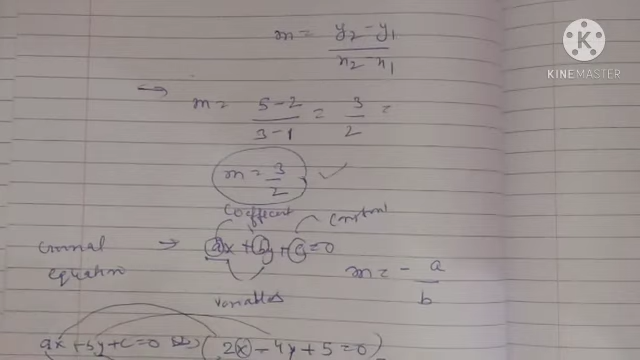 m = y₂ - y₁ / x₂ - x₁
K
KINEMASTER
→ m = 5-2 / 3-1 = 3/2 =
m = 3/2 ✓
coefficient
constant
→ ax + by + c = 0
equation
m = - a/b
variables
ax + by + c = 0 (2x - 4y + 5 = 0)